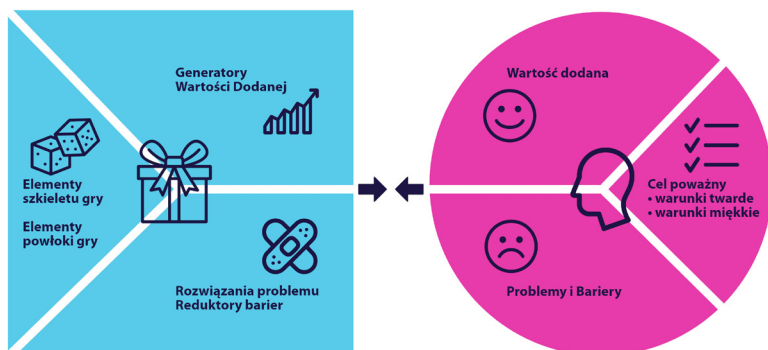 Generatory
Wartości Dodanej
Elementy
szkieletu gry
Elementy
powłoki gry
Rozwiązania problemu
Reduktory barier
Wartość dodana
Cel poważny
• warunki twarde
• warunki miękkie
Problemy i Bariery